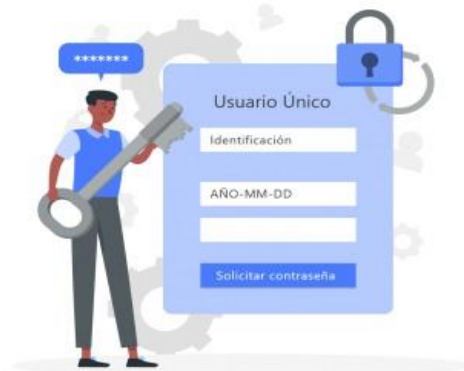 *******
Usuario Único
Identificación
AÑO-MM-DD
Solicitar contraseña